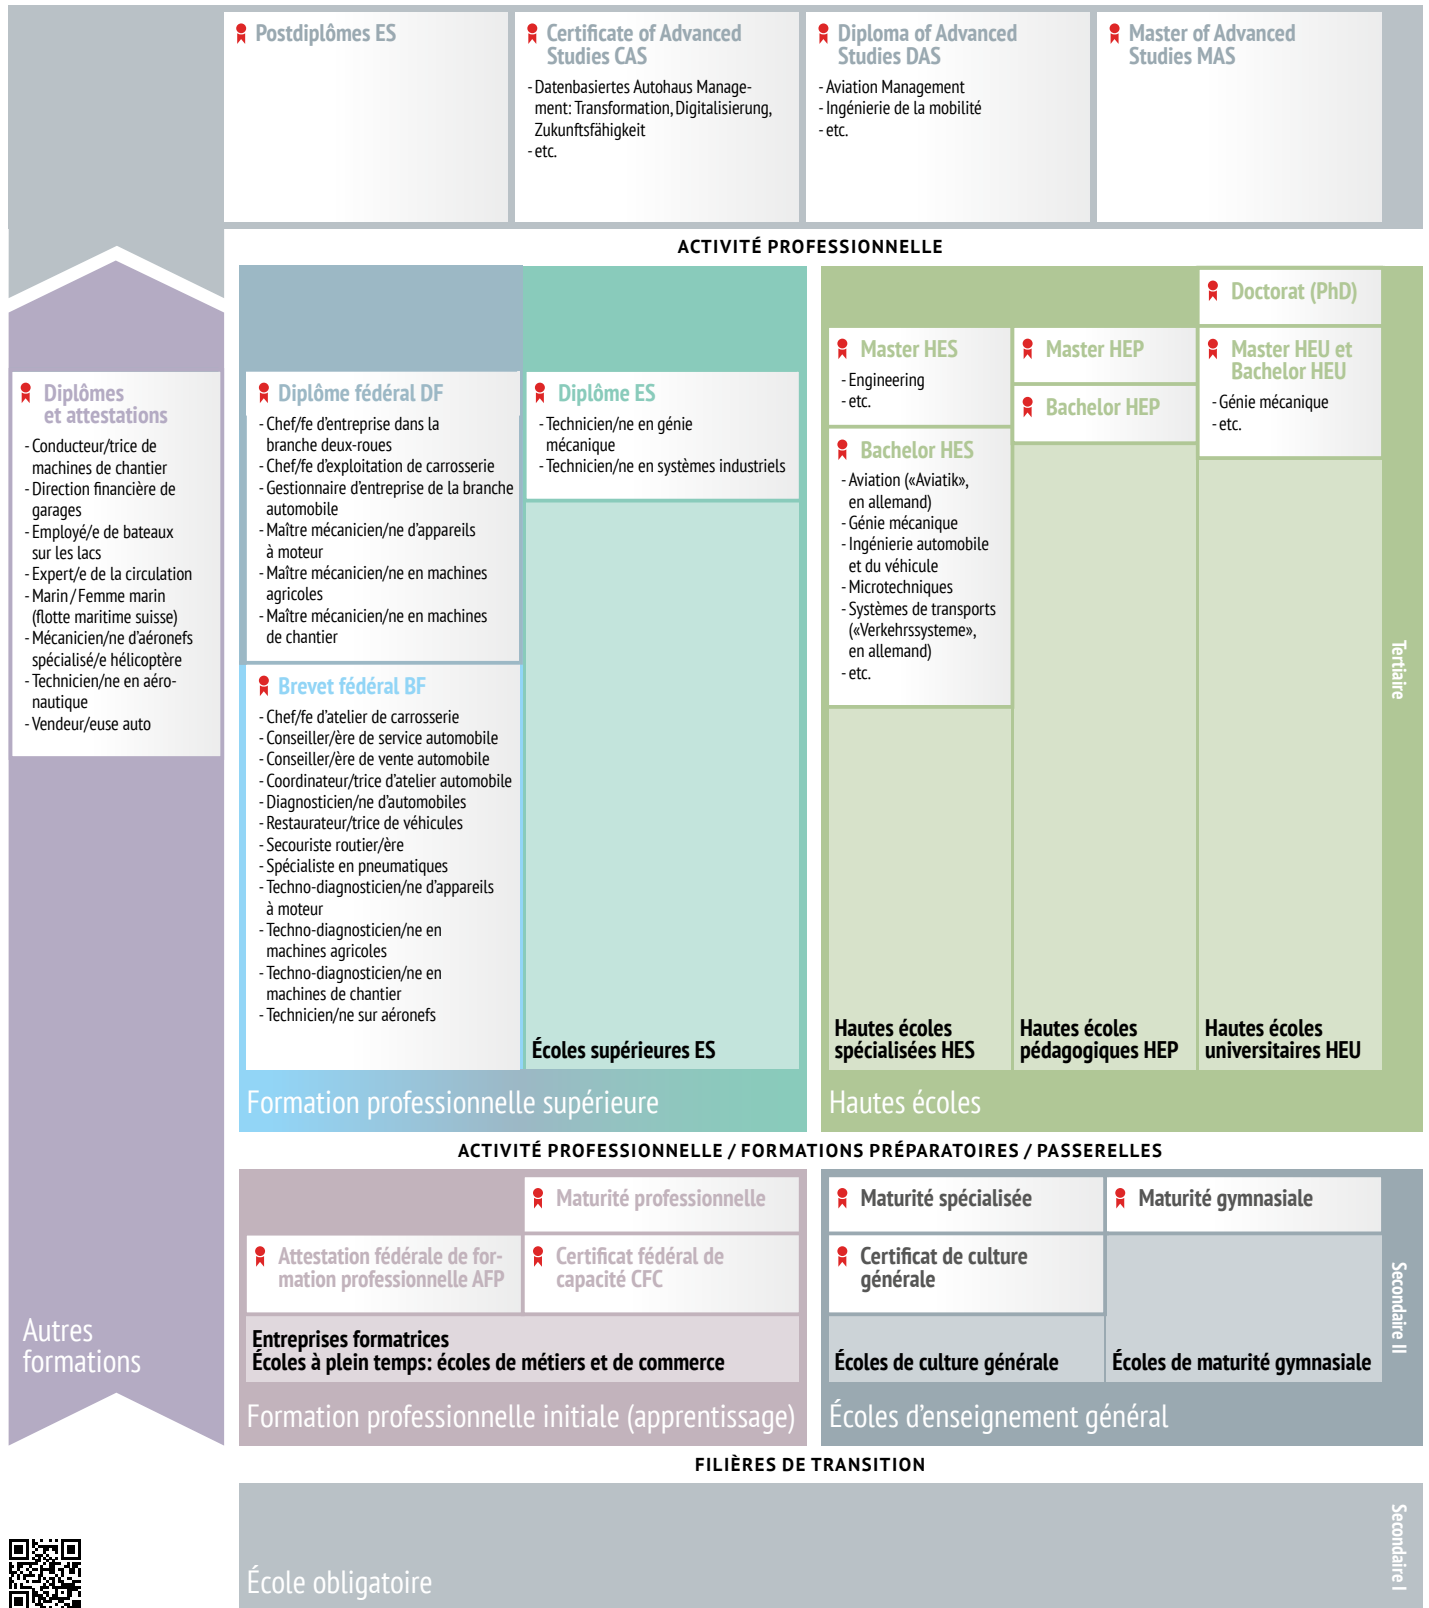 Postdiplômes ES
Certificate of Advanced
Studies CAS
- Datenbasiertes Autohaus Manage-
ment: Transformation, Digitalisierung,
Zukunftsfähigkeit
- etc.
Diploma of Advanced
Studies DAS
- Aviation Management
- Ingénierie de la mobilité
- etc.
Master of Advanced
Studies MAS
ACTIVITÉ PROFESSIONNELLE
Diplômes
et attestations
- Conducteur/trice de
machines de chantier
- Direction financière de
garages
- Employé/e de bateaux
sur les lacs
- Expert/e de la circulation
- Marin / Femme marin
(flotte maritime suisse)
- Mécanicien/ne d'aéronefs
spécialisé/e hélicoptère
- Technicien/ne en aéro-
nautique
- Vendeur/euse auto
Autres
formations
Diplôme fédéral DF
- Chef/fe d'entreprise dans la
branche deux-roues
- Chef/fe d'exploitation de carrosserie
- Gestionnaire d'entreprise de la branche
automobile
- Maître mécanicien/ne d'appareils
à moteur
- Maître mécanicien/ne en machines
agricoles
- Maître mécanicien/ne en machines
de chantier
Brevet fédéral BF
- Chef/fe d'atelier de carrosserie
- Conseiller/ère de service automobile
- Conseiller/ère de vente automobile
- Coordinateur/trice d'atelier automobile
- Diagnosticien/ne d'automobiles
- Restaurateur/trice de véhicules
- Secouriste routier/ère
- Spécialiste en pneumatiques
- Techno-diagnosticien/ne d'appareils
à moteur
- Techno-diagnosticien/ne en
machines agricoles
- Techno-diagnosticien/ne en
machines de chantier
- Technicien/ne sur aéronefs
Diplôme ES
- Technicien/ne en génie
mécanique
- Technicien/ne en systèmes industriels
Écoles supérieures ES
Formation professionnelle supérieure
Master HES
- Engineering
- etc.
Bachelor HES
- Aviation («Aviatik»,
en allemand)
- Génie mécanique
- Ingénierie automobile
et du véhicule
- Microtechniques
- Systèmes de transports
(«Verkehrssysteme»,
en allemand)
- etc.
Hautes écoles
spécialisées HES
Master HEP
Bachelor HEP
Hautes écoles
pédagogiques HEP
Doctorat (PhD)
Master HEU et
Bachelor HEU
- Génie mécanique
- etc.
Hautes écoles
universitaires HEU
Hautes écoles
Tertiaire
ACTIVITÉ PROFESSIONNELLE / FORMATIONS PRÉPARATOIRES / PASSERELLES
Maturité professionnelle
Attestation fédérale de for-
mation professionnelle AFP
Certificat fédéral de
capacité CFC
Entreprises formatrices
Écoles à plein temps: écoles de métiers et de commerce
Formation professionnelle initiale (apprentissage)
Maturité spécialisée
Certificat de culture
générale
Écoles de culture générale
Maturité gymnasiale
Écoles de maturité gymnasiale
Écoles d'enseignement général
Secondaire II
FILIÈRES DE TRANSITION
École obligatoire
Secondaire I